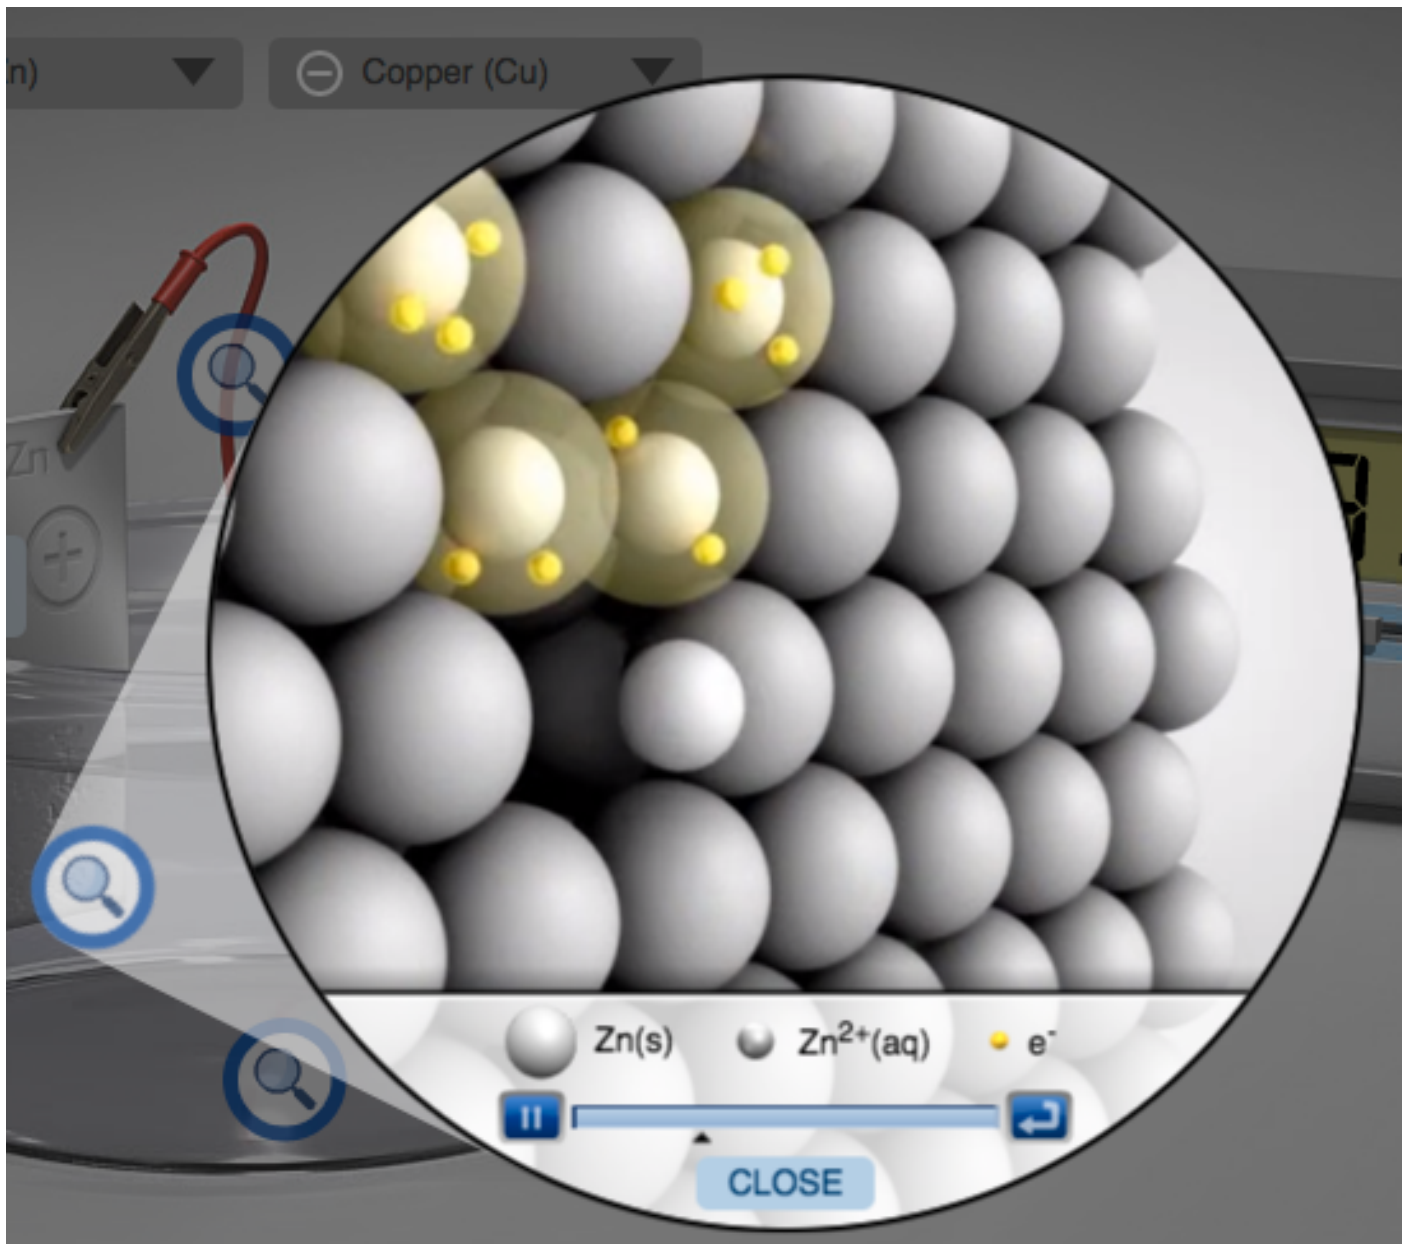 n)
Copper (Cu)
Zn
Zn(s)
Zn²⁺(aq)
e⁻
CLOSE